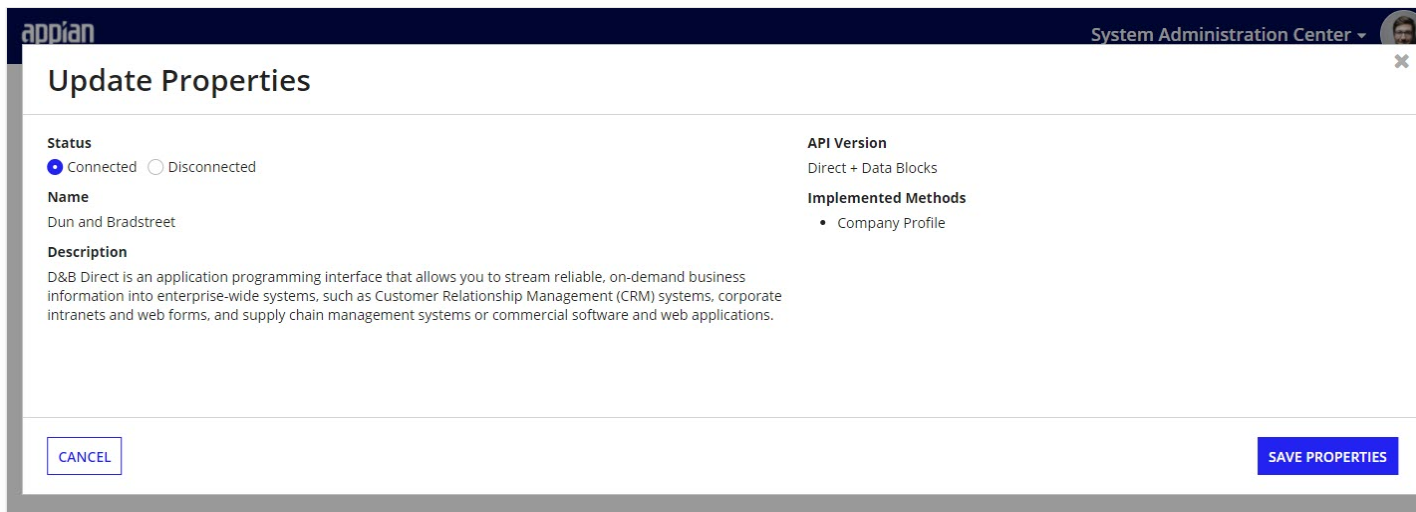 appian
System Administration Center
Update Properties
Status
Connected Disconnected
Name
Dun and Bradstreet
Description
D&B Direct is an application programming interface that allows you to stream reliable, on-demand business
information into enterprise-wide systems, such as Customer Relationship Management (CRM) systems, corporate
intranets and web forms, and supply chain management systems or commercial software and web applications.
API Version
Direct + Data Blocks
Implemented Methods
• Company Profile
CANCEL
SAVE PROPERTIES